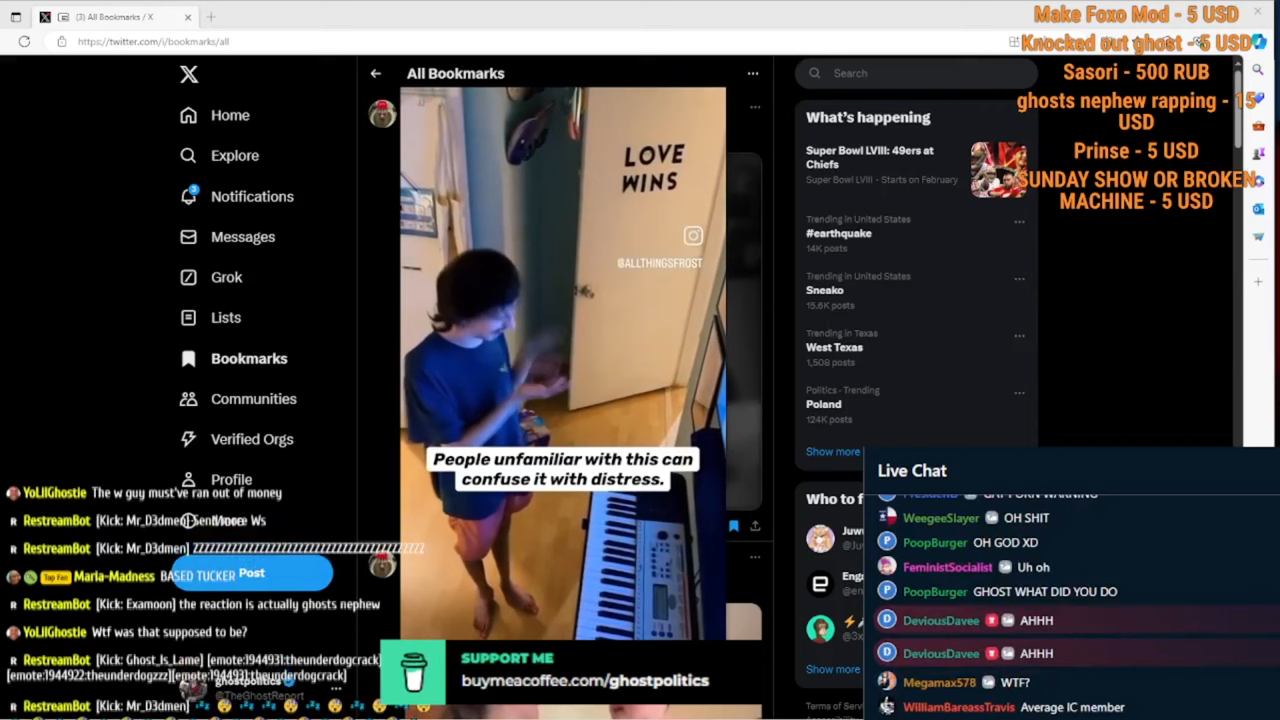 (3) All Bookmarks / X
https://twitter.com/i/bookmarks/all
Make Foxo Mod - 5 USD
Knocked out ghost - 5 USD
Sasori - 500 RUB
ghosts nephew rapping - 15
USD
Prinse - 5 USD
SUNDAY SHOW OR BROKEN
MACHINE - 5 USD
Home
Explore
3
Notifications
Messages
Grok
Lists
Bookmarks
Communities
Verified Orgs
Profile
More
Post
ghostpolitics
@TheGhostReport
All Bookmarks
LOVE
WINS
@ALLTHINGSFROST
People unfamiliar with this can
confuse it with distress.
SUPPORT ME
buymeacoffee.com/ghostpolitics
Search
What's happening
Super Bowl LVIII: 49ers at
Chiefs
Super Bowl LVIII · Starts on February
Trending in United States
#earthquake
14K posts
Trending in United States
Sneako
15.6K posts
Trending in Texas
West Texas
1,508 posts
Politics · Trending
Poland
124K posts
Show more
Who to f
Juw
@Ju
Eng
@en
@3x
Show more
Terms of
YoLilGhostie The w guy must've ran out of money
RestreamBot [Kick: Mr_D3dmen] Sent more Ws
RestreamBot [Kick: Mr_D3dmen]
Top Fan Marla-Madness BASED TUCKER
RestreamBot [Kick: Examoon] the reaction is actually ghosts nephew
YoLilGhostie Wtf was that supposed to be?
RestreamBot [Kick: Ghost_Is_Lame] [emote:1944931:theunderdogcrack]
[emote:1944922:theunderdogzzz][emote:1944931:theunderdogcrack]
RestreamBot [Kick: Mr_D3dmen]
Live Chat
WeegeeSlayer OH SHIT
PoopBurger OH GOD XD
FeministSocialist Uh oh
PoopBurger GHOST WHAT DID YOU DO
DeviousDavee AHHH
DeviousDavee AHHH
Megamax578 WTF?
WilliamBareassTravis Average IC member